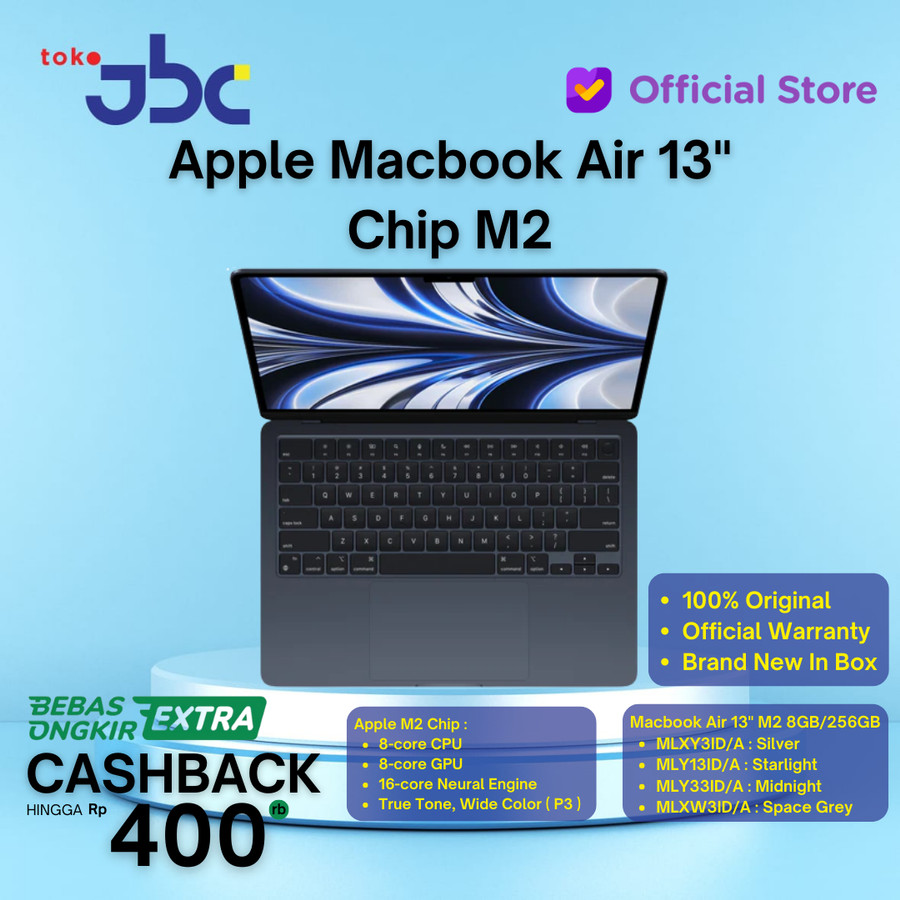 toko
JBC
Official Store
Apple Macbook Air 13"
Chip M2
• 100% Original
• Official Warranty
• Brand New In Box
BEBAS
ONGKIR EXTRA
CASHBACK
HINGGA Rp
400 rb
Apple M2 Chip :
• 8-core CPU
• 8-core GPU
• 16-core Neural Engine
• True Tone, Wide Color ( P3 )
Macbook Air 13" M2 8GB/256GB
• MLXY3ID/A : Silver
• MLY13ID/A : Starlight
• MLY33ID/A : Midnight
• MLXW3ID/A : Space Grey